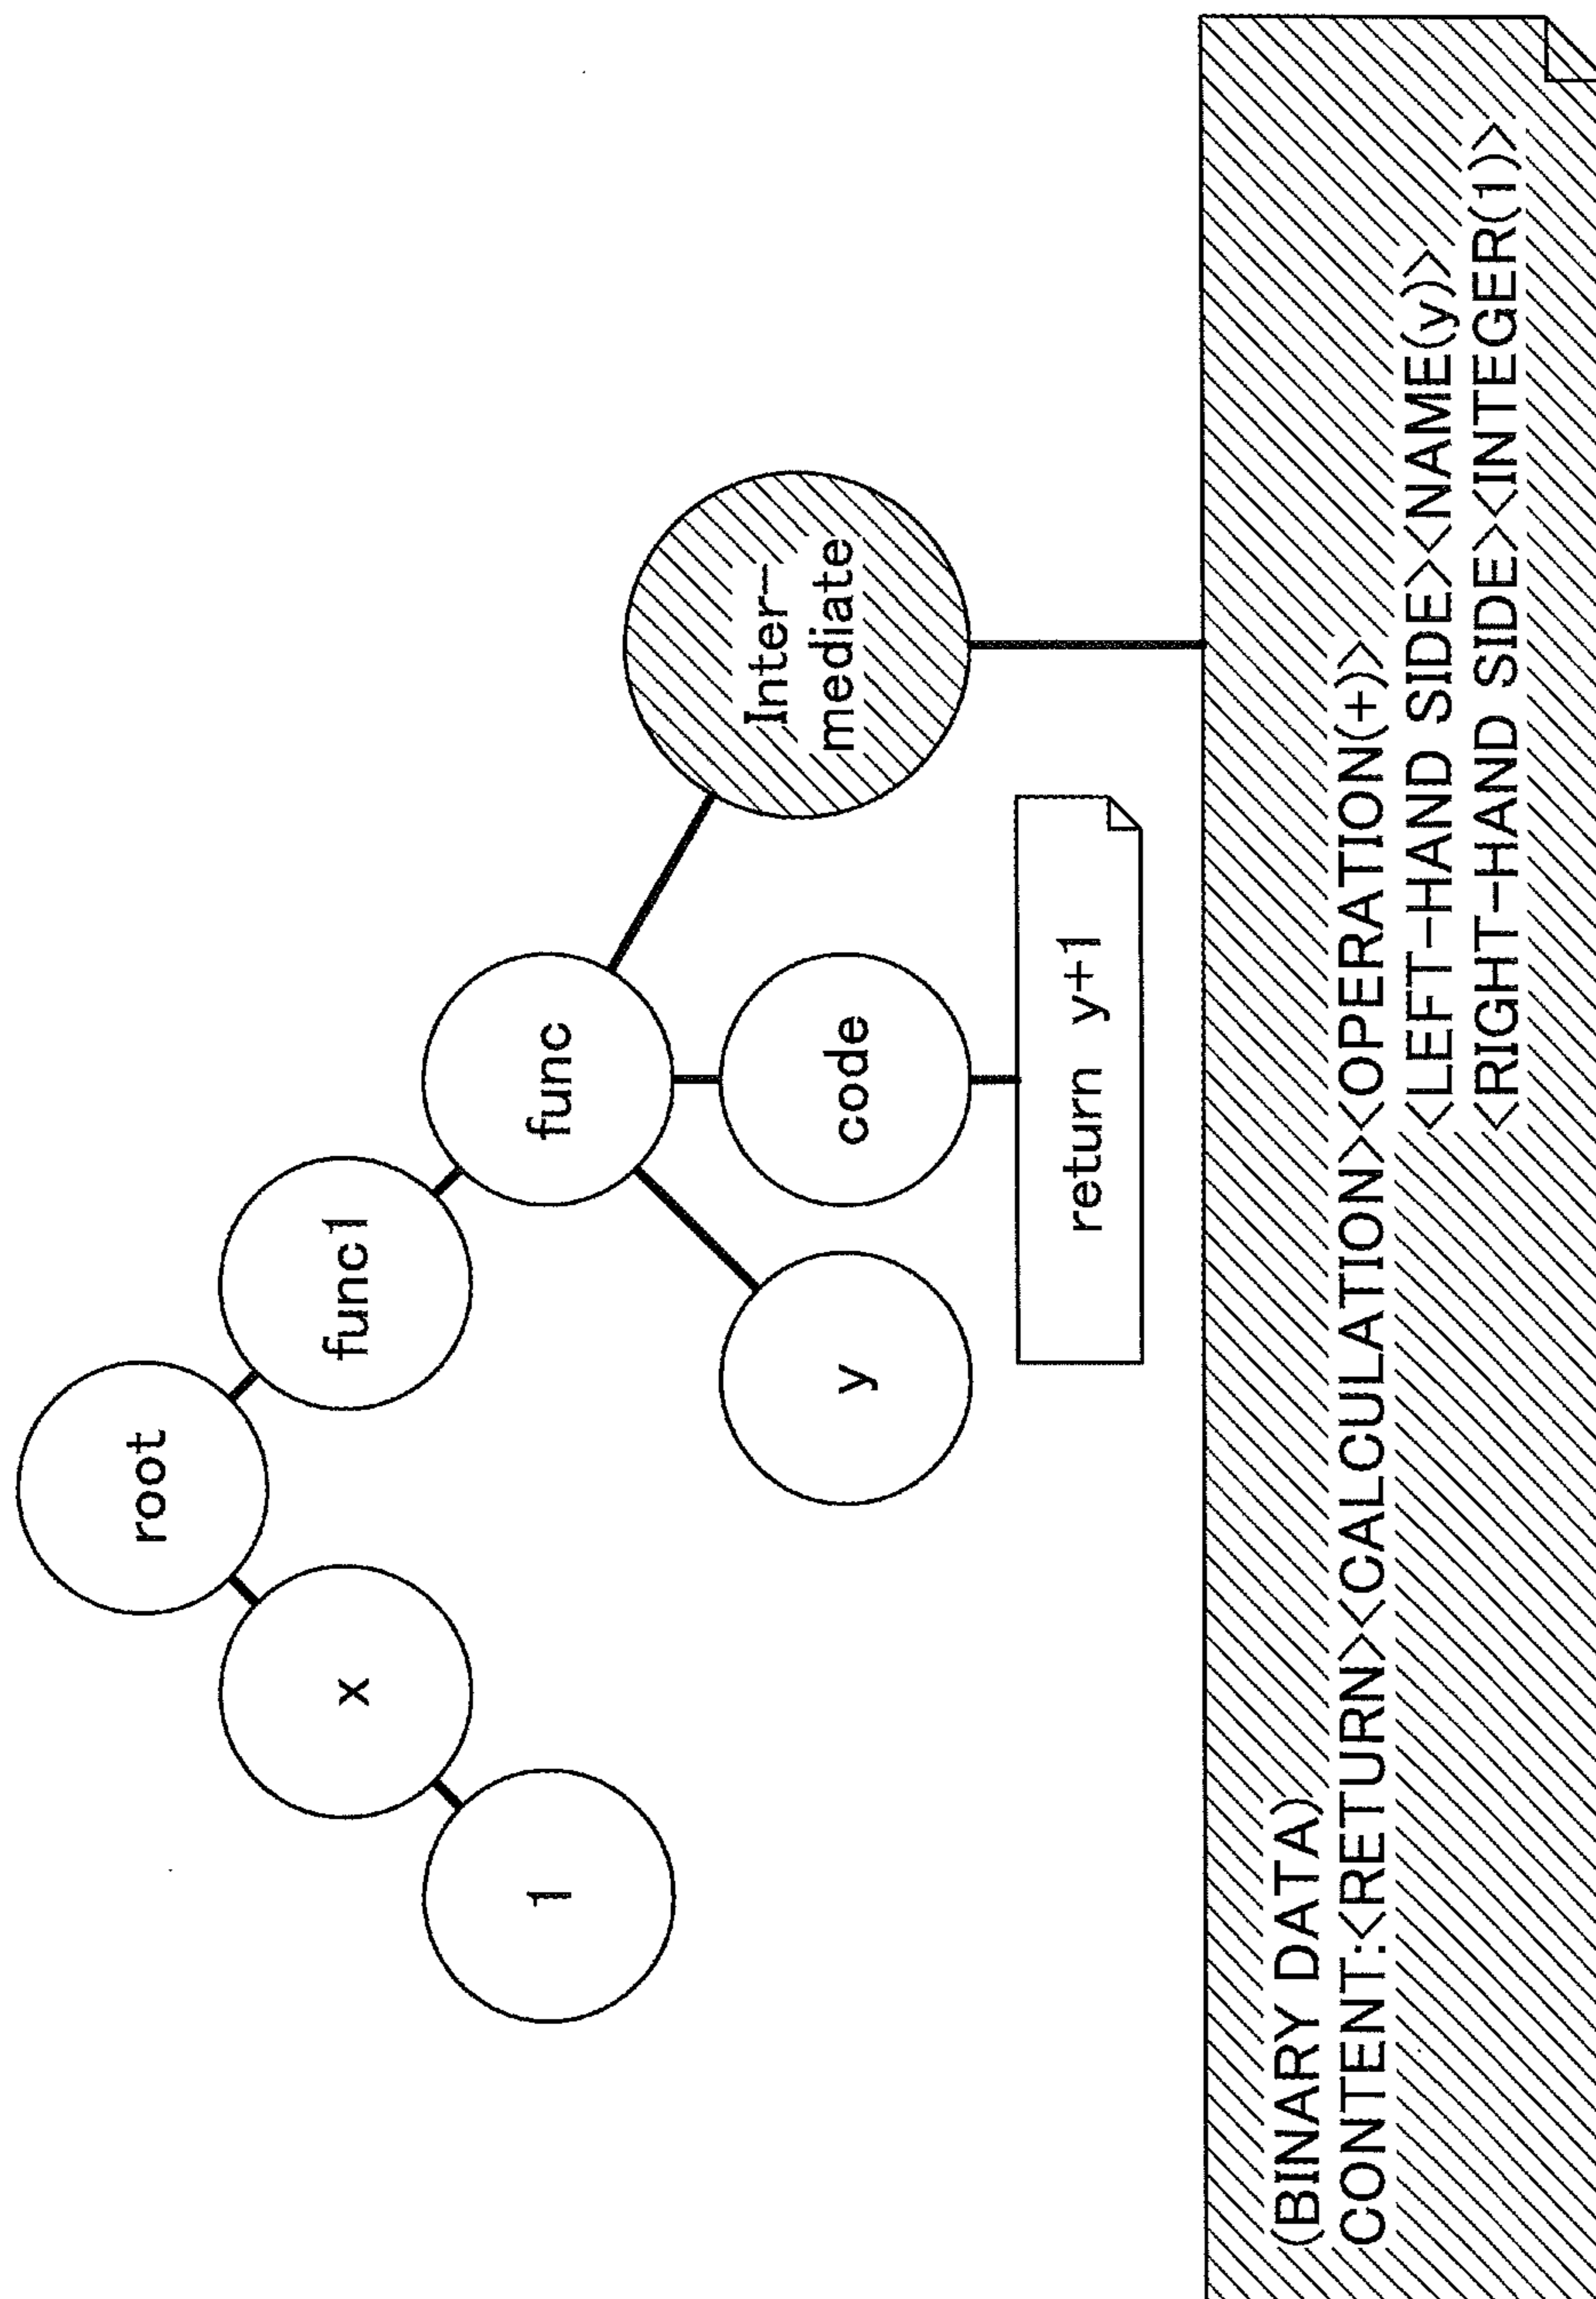 root
x
func1
1
func
y
code
Inter-
mediate
return y+1
(BINARY DATA)
CONTENT:<RETURN><CALCULATION><OPERATION(+)>
<LEFT-HAND SIDE><NAME(y)>
<RIGHT-HAND SIDE><INTEGER(1)>